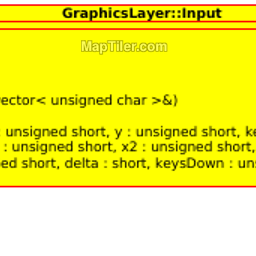 GraphicsLayer::Input
MapTiler.com
vector< unsigned char >&)
: unsigned short, y : unsigned short, ke
: unsigned short, x2 : unsigned short,
ed short, delta : short, keysDown : uns